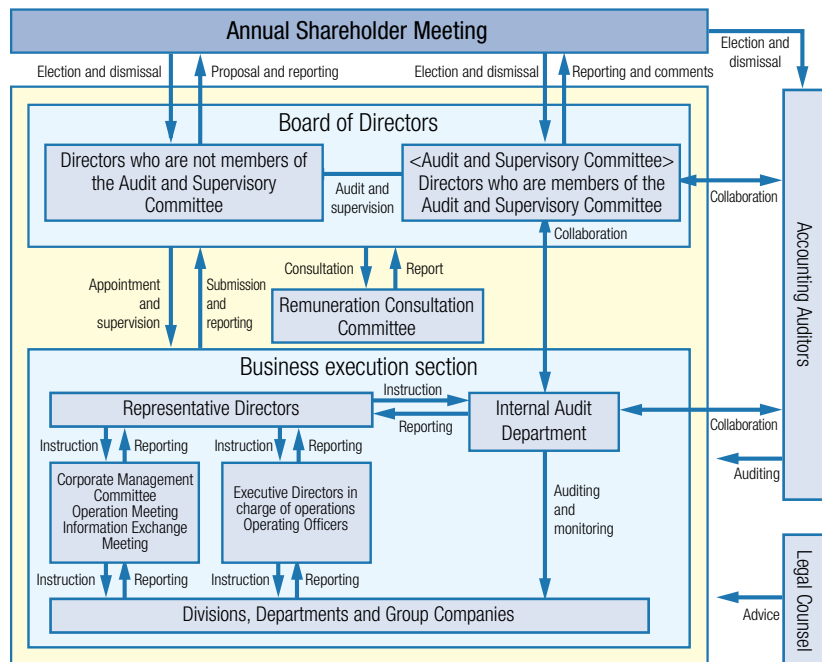 Annual Shareholder Meeting
Election and dismissal
Proposal and reporting
Election and dismissal
Reporting and comments
Election and
dismissal
Board of Directors
Directors who are not members of
the Audit and Supervisory
Committee
Audit and
supervision
<Audit and Supervisory Committee>
Directors who are members of the
Audit and Supervisory Committee
Collaboration
Collaboration
Accounting Auditors
Appointment
and
supervision
Submission
and
reporting
Consultation
Report
Remuneration Consultation
Committee
Business execution section
Representative Directors
Instruction
Reporting
Internal Audit
Department
Collaboration
Auditing
Instruction
Reporting
Instruction
Reporting
Corporate Management
Committee
Operation Meeting
Information Exchange
Meeting
Executive Directors in
charge of operations
Operating Officers
Auditing
and
monitoring
Instruction
Reporting
Instruction
Reporting
Divisions, Departments and Group Companies
Advice
Legal Counsel